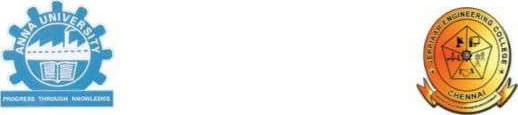 ANNA UNIVERSITY
PROGRESS THROUGH KNOWLEDGE
JEPPIAAR ENGINEERING COLLEGE
CHENNAI